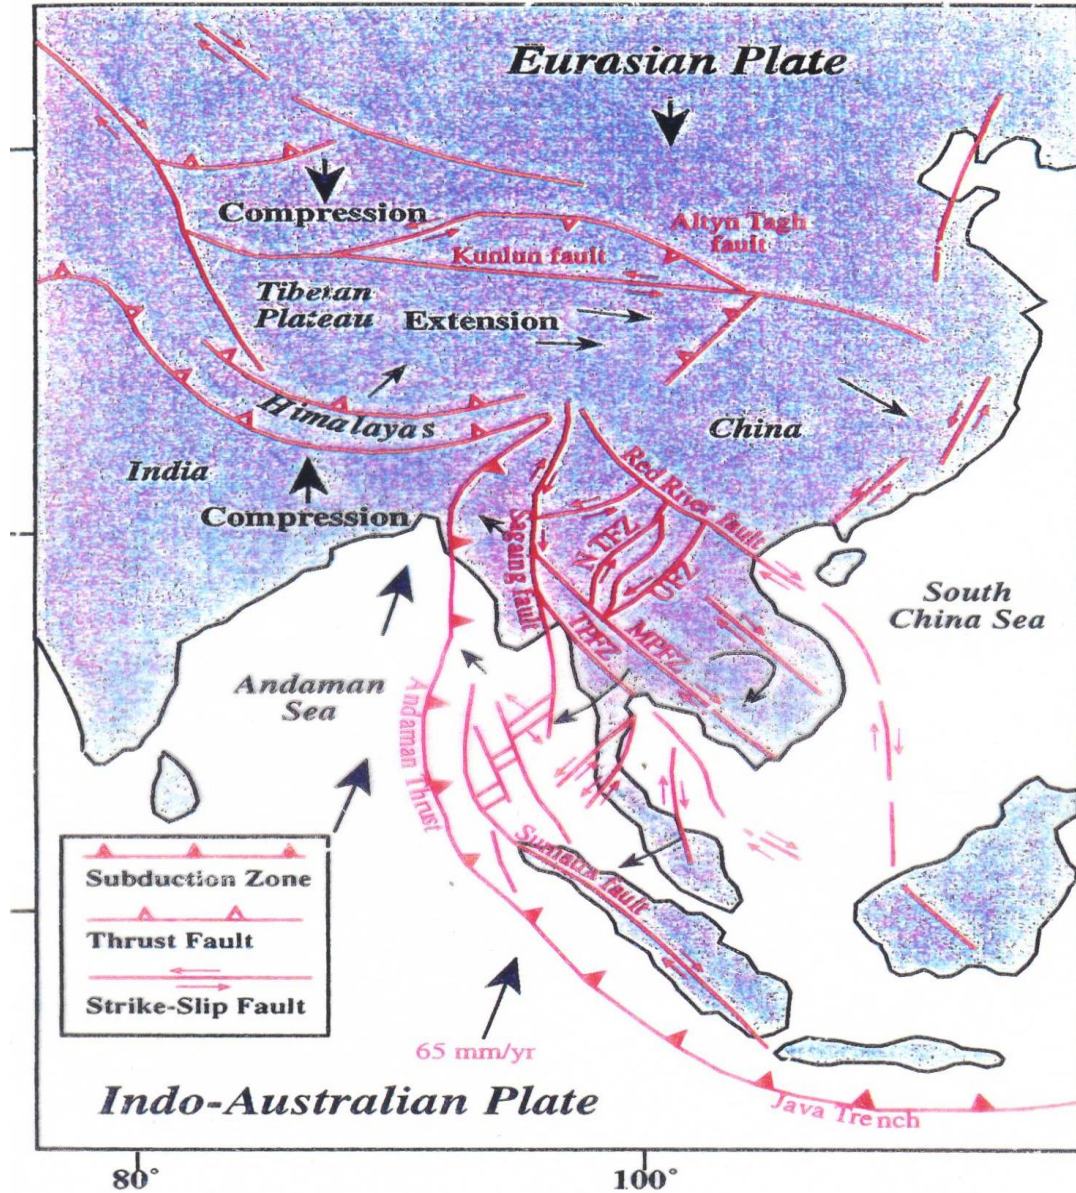 Eurasian Plate
Compression
Altyn Tagh
fault
Kunlun fault
Tibetan
Plateau
Extension
Himalayas
China
India
Red River fault
Compression
Sagaing fault
N. TFZ
UFZ
South
China Sea
TPFZ
MPFZ
Andaman
Sea
Andaman Thrust
Sumatra fault
Subduction Zone
Thrust Fault
Strike-Slip Fault
65 mm/yr
Indo-Australian Plate
Java Trench
80°
100°